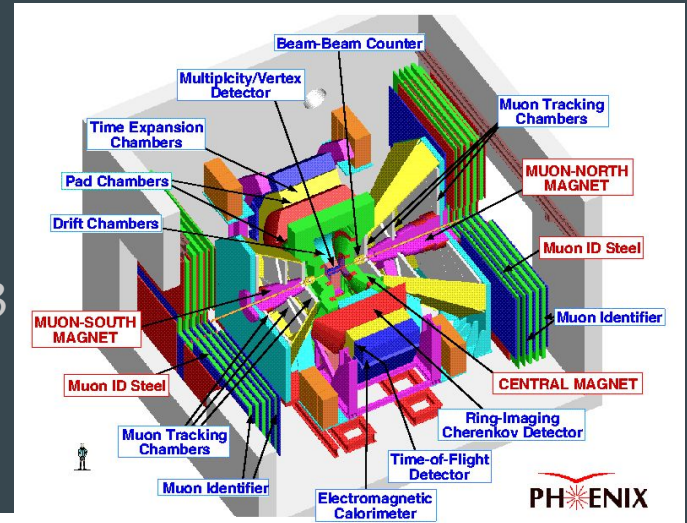 Beam-Beam Counter
Multiplcity/Vertex
Detector
Muon Tracking
Chambers
Time Expansion
Chambers
MUON-NORTH
MAGNET
Pad Chambers
Drift Chambers
Muon ID Steel
3
Muon Identifier
MUON-SOUTH
MAGNET
Muon ID Steel
CENTRAL MAGNET
Ring-Imaging
Cherenkov Detector
Muon Tracking
Chambers
Time-of-Flight
Detector
Muon Identifier
Electromagnetic
Calorimeter
PHENIX